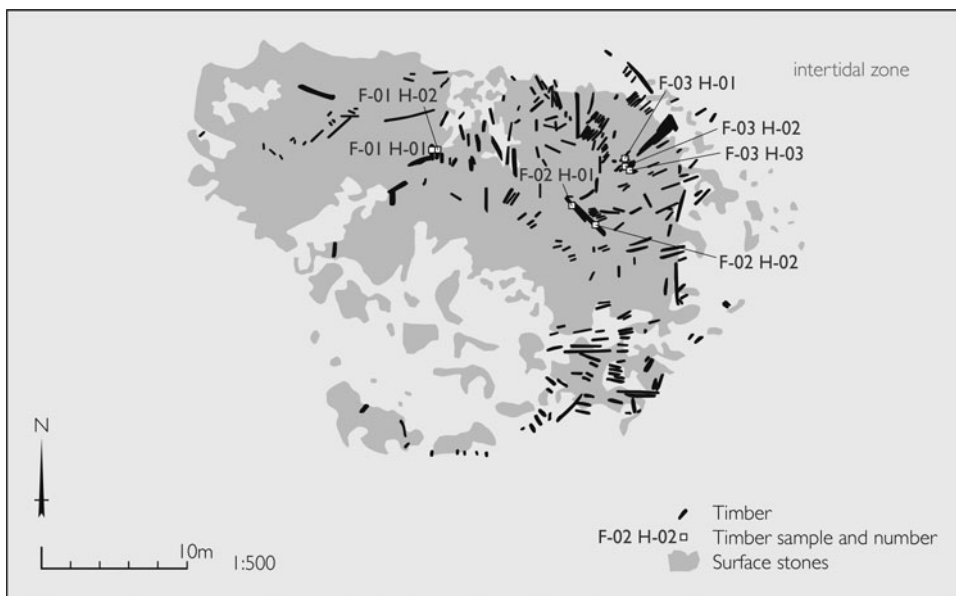 intertidal zone
F-03 H-01
F-01 H-02
F-03 H-02
F-01 H-01
F-03 H-03
F-02 H-01
F-02 H-02
N
Timber
F-02 H-02 Timber sample and number
10m
1:500
Surface stones